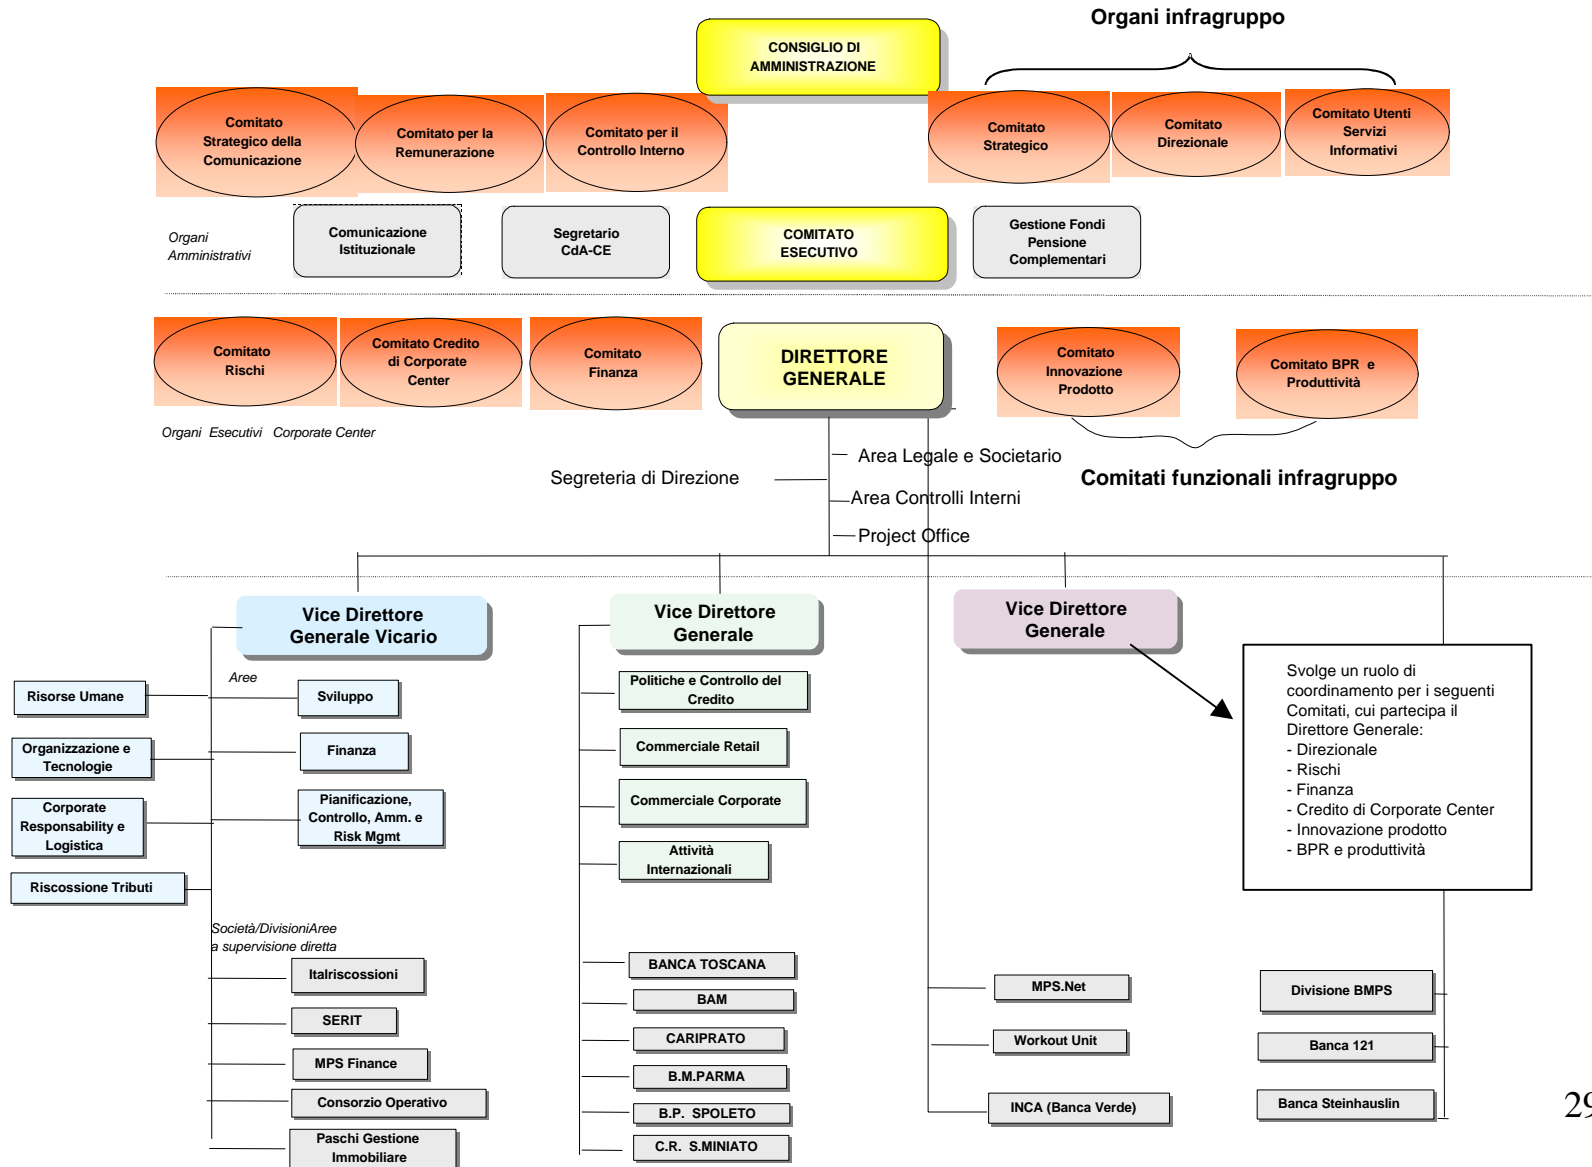 Organi infragruppo
CONSIGLIO DI
AMMINISTRAZIONE
Comitato
Strategico della
Comunicazione
Comitato per la
Remunerazione
Comitato per il
Controllo Interno
Comitato
Strategico
Comitato
Direzionale
Comitato Utenti
Servizi
Informativi
Organi
Amministrativi
Comunicazione
Istituzionale
Segretario
CdA-CE
COMITATO
ESECUTIVO
Gestione Fondi
Pensione
Complementari
Comitato
Rischi
Comitato Credito
di Corporate
Center
Comitato
Finanza
DIRETTORE
GENERALE
Comitato
Innovazione
Prodotto
Comitato BPR e
Produttività
Organi Esecutivi Corporate Center
Comitati funzionali infragruppo
Area Legale e Societario
Segreteria di Direzione
Area Controlli Interni
Project Office
Vice Direttore
Generale Vicario
Vice Direttore
Generale
Vice Direttore
Generale
Aree
Risorse Umane
Sviluppo
Organizzazione e
Tecnologie
Finanza
Corporate
Responsability e
Logistica
Pianificazione,
Controllo, Amm. e
Risk Mgmt
Riscossione Tributi
Società/DivisioniAree
a supervisione diretta
Italriscossioni
SERIT
MPS Finance
Consorzio Operativo
Paschi Gestione
Immobiliare
Politiche e Controllo del
Credito
Commerciale Retail
Commerciale Corporate
Attività
Internazionali
BANCA TOSCANA
BAM
CARIPRATO
B.M.PARMA
B.P. SPOLETO
C.R. S.MINIATO
MPS.Net
Workout Unit
INCA (Banca Verde)
Svolge un ruolo di
coordinamento per i seguenti
Comitati, cui partecipa il
Direttore Generale:
- Direzionale
- Rischi
- Finanza
- Credito di Corporate Center
- Innovazione prodotto
- BPR e produttività
Divisione BMPS
Banca 121
Banca Steinhauslin
29